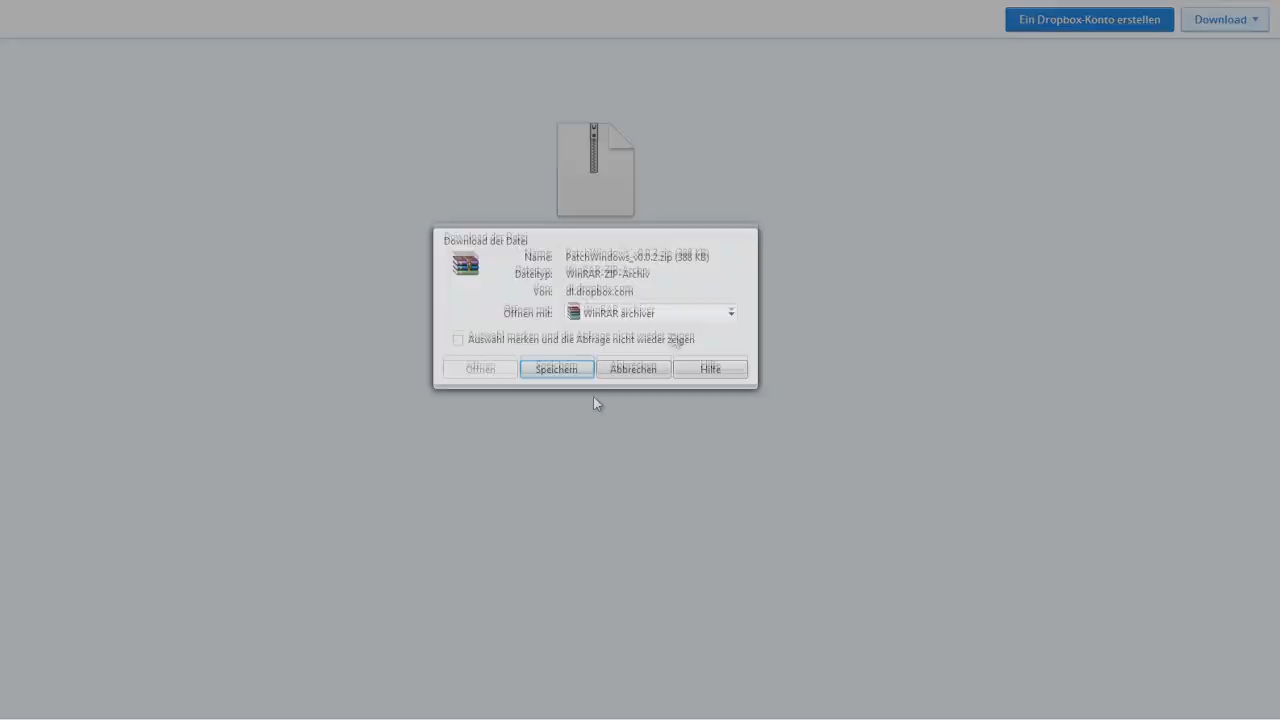 Ein Dropbox-Konto erstellen
Download
Download der Datei
Name: PatchWindows_v0.0.2.zip (388 KB)
Dateityp: WinRAR-ZIP-Archiv
Von: dl.dropbox.com
Öffnen mit: WinRAR archiver
Auswahl merken und die Abfrage nicht wieder zeigen
Öffnen Speichern Abbrechen Hilfe